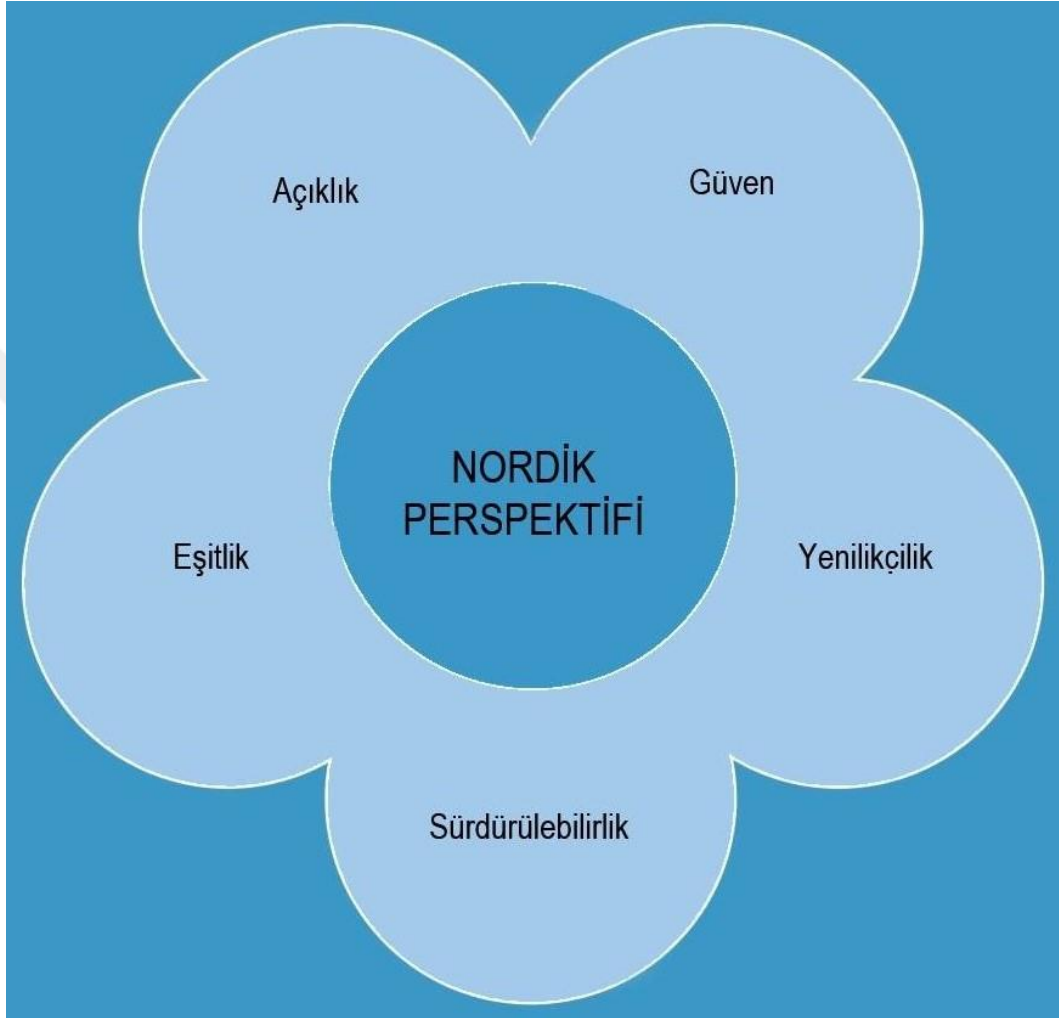 Açıklık
Güven
NORDİK
PERSPEKTİFİ
Eşitlik
Yenilikçilik
Sürdürülebilirlik